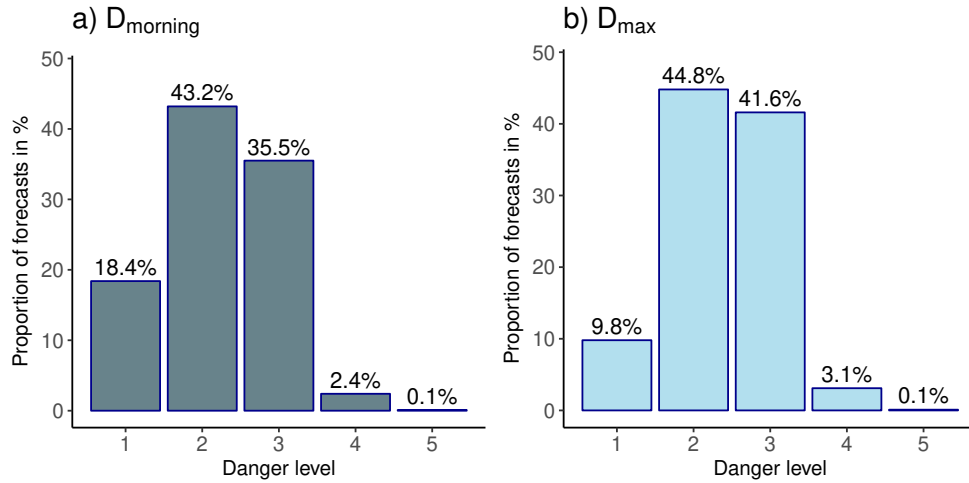 a) Dmorning
Proportion of forecasts in %
50
40
30
20
10
0
18.4%
43.2%
35.5%
2.4%
0.1%
1 2 3 4 5
Danger level
b) Dmax
Proportion of forecasts in %
50
40
30
20
10
0
9.8%
44.8%
41.6%
3.1%
0.1%
1 2 3 4 5
Danger level